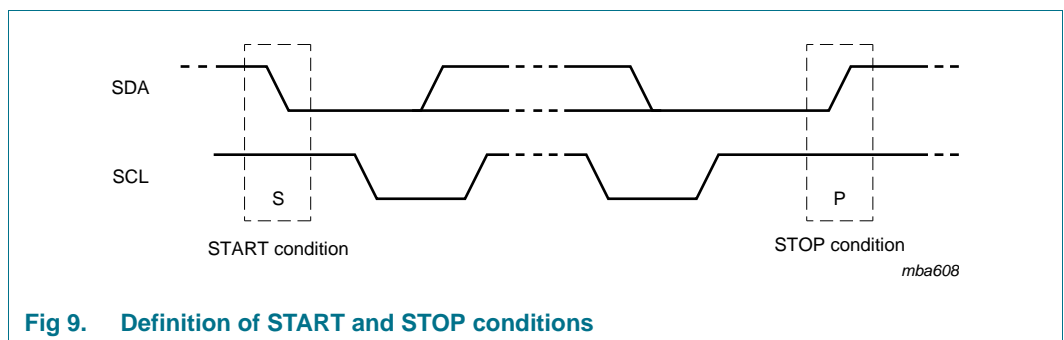 SDA
SCL
S
P
START condition
STOP condition
mba608
Fig 9. Definition of START and STOP conditions